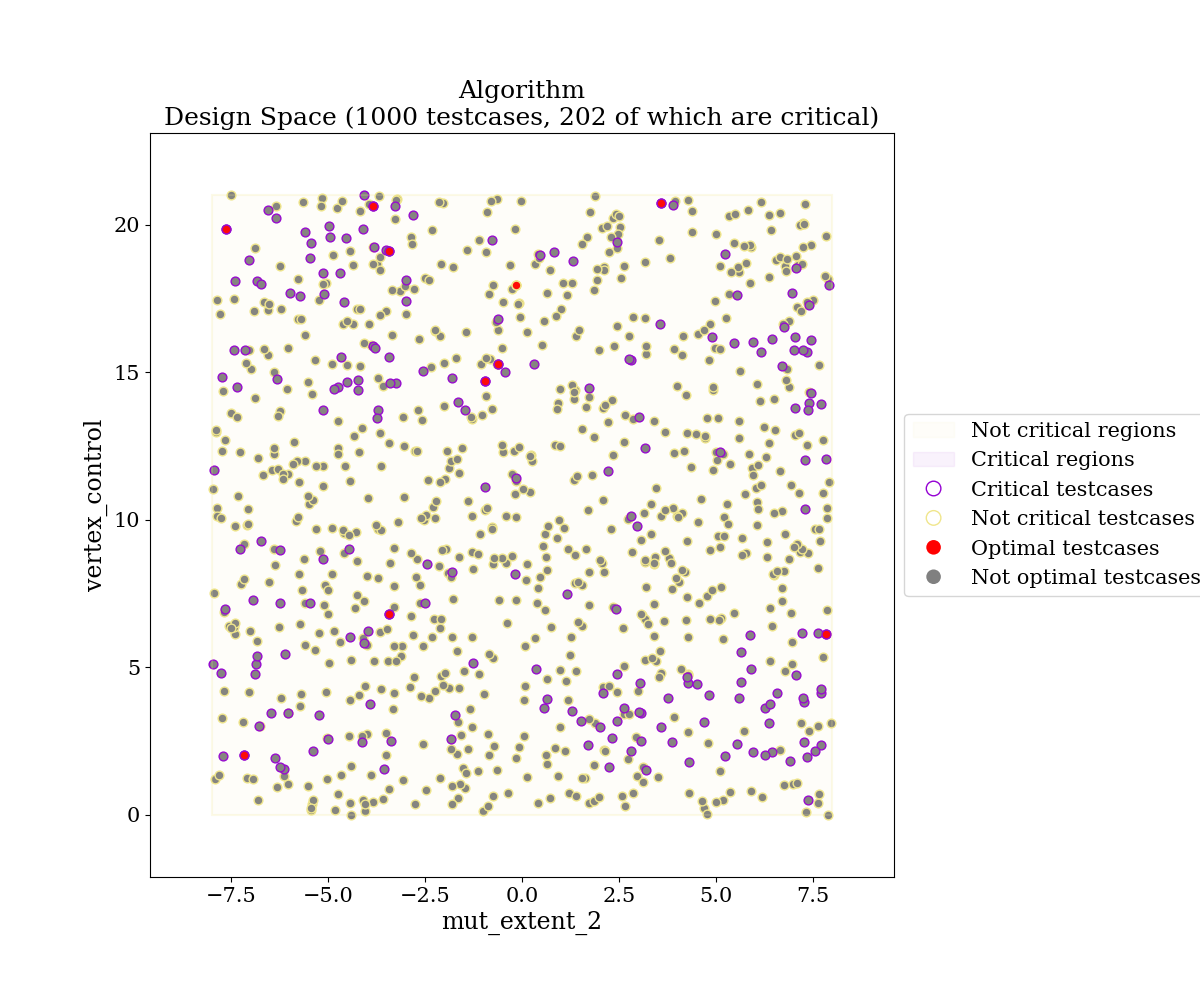 Algorithm
Design Space (1000 testcases, 202 of which are critical)
vertex_control
20
15
10
5
0
−7.5
−5.0
−2.5
0.0
2.5
5.0
7.5
mut_extent_2
Not critical regions
Critical regions
Critical testcases
Not critical testcases
Optimal testcases
Not optimal testcases